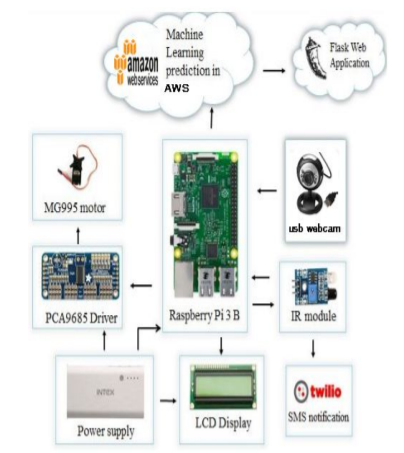 Machine
Learning
prediction in
AWS
amazon
webservices
Flask Web
Application
MG995 motor
usb webcam
PCA9685 Driver
Raspberry Pi 3 B
IR module
INTEX
Power supply
LCD Display
twilio
SMS notification